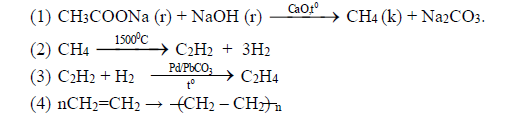 (1) CH3COONa (r) + NaOH (r) —CaO,t⁰→ CH4 (k) + Na2CO3.
(2) CH4 —1500⁰C→ C2H2 + 3H2
(3) C2H2 + H2 —Pd/PbCO3, t⁰→ C2H4
(4) nCH2=CH2 → -(CH2 – CH2)-n